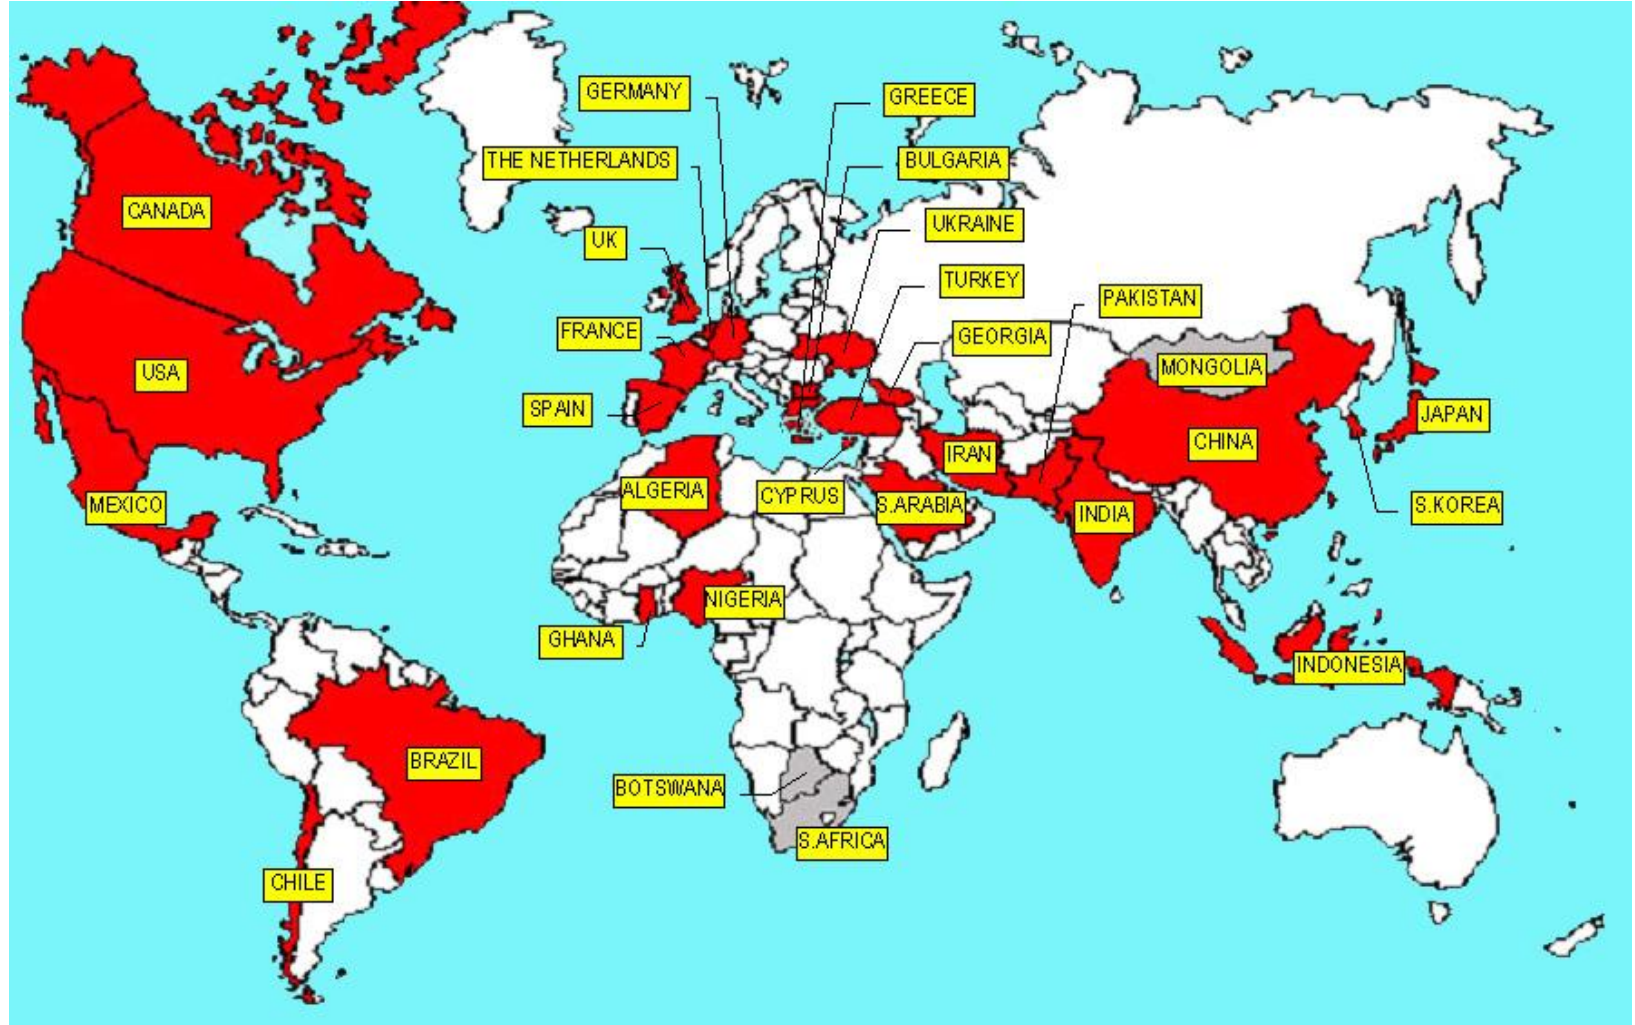 GERMANY
GREECE
THE NETHERLANDS
BULGARIA
CANADA
UKRAINE
UK
TURKEY
PAKISTAN
FRANCE
GEORGIA
USA
MONGOLIA
SPAIN
JAPAN
CHINA
IRAN
MEXICO
ALGERIA
CYPRUS
S.ARABIA
INDIA
S.KOREA
NIGERIA
GHANA
INDONESIA
BRAZIL
BOTSWANA
S.AFRICA
CHILE